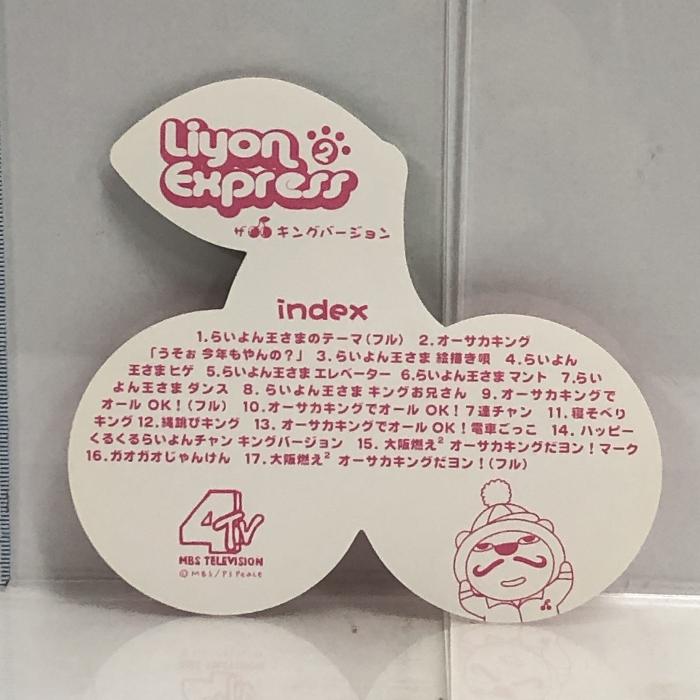 Liyon 2
Express
ザ キングバージョン
index
1.らいよん王さまのテーマ(フル) 2.オーサカキング
「うそぉ 今年もやんの?」 3.らいよん王さま 絵描き唄 4.らいよん
王さま ヒゲ 5.らいよん王さま エレベーター 6.らいよん王さま マント 7.らい
よん王さま ダンス 8. らいよん王さま キングお兄さん 9.オーサカキングで
オール OK!(フル) 10.オーサカキングでオール OK!7連チャン 11.寝そべり
キング 12.縄跳びキング 13. オーサカキングでオール OK!電車ごっこ 14. ハッピー
くるくるらいよんチャン キングバージョン 15. 大阪燃え² オーサカキングだヨン!マーク
16.ガオガオじゃんけん 17.大阪燃え² オーサカキングだヨン!(フル)
4TV
MBS TELEVISION
©MBS/PS Peace